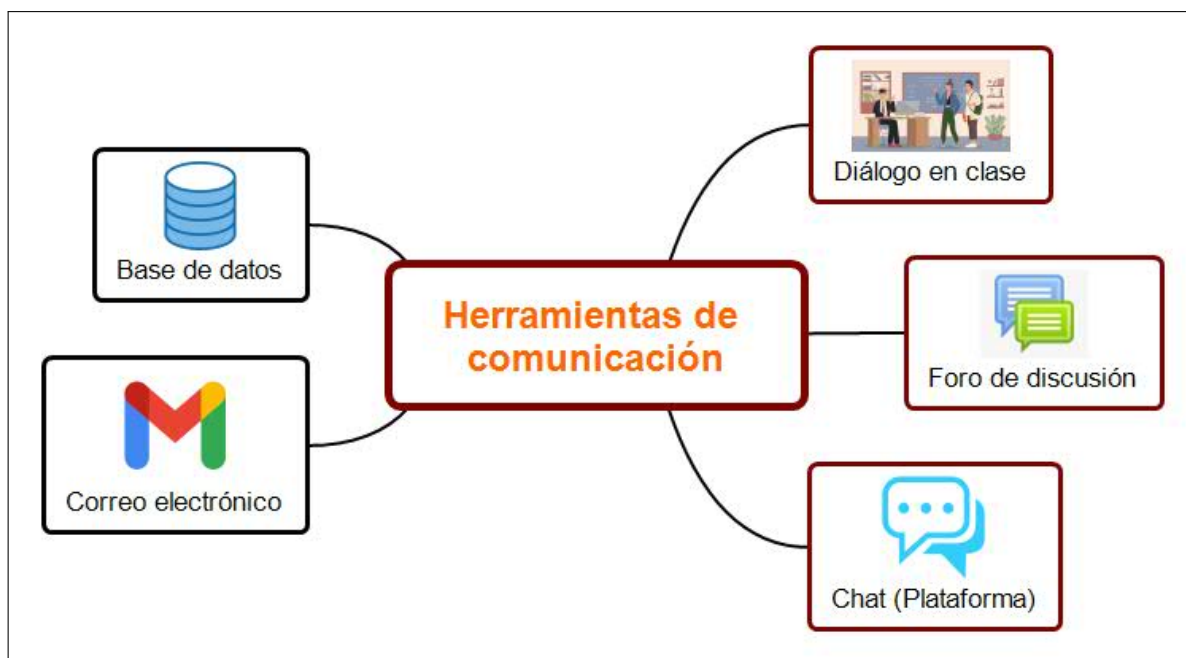 Diálogo en clase
Base de datos
Herramientas de
comunicación
Foro de discusión
Correo electrónico
Chat (Plataforma)